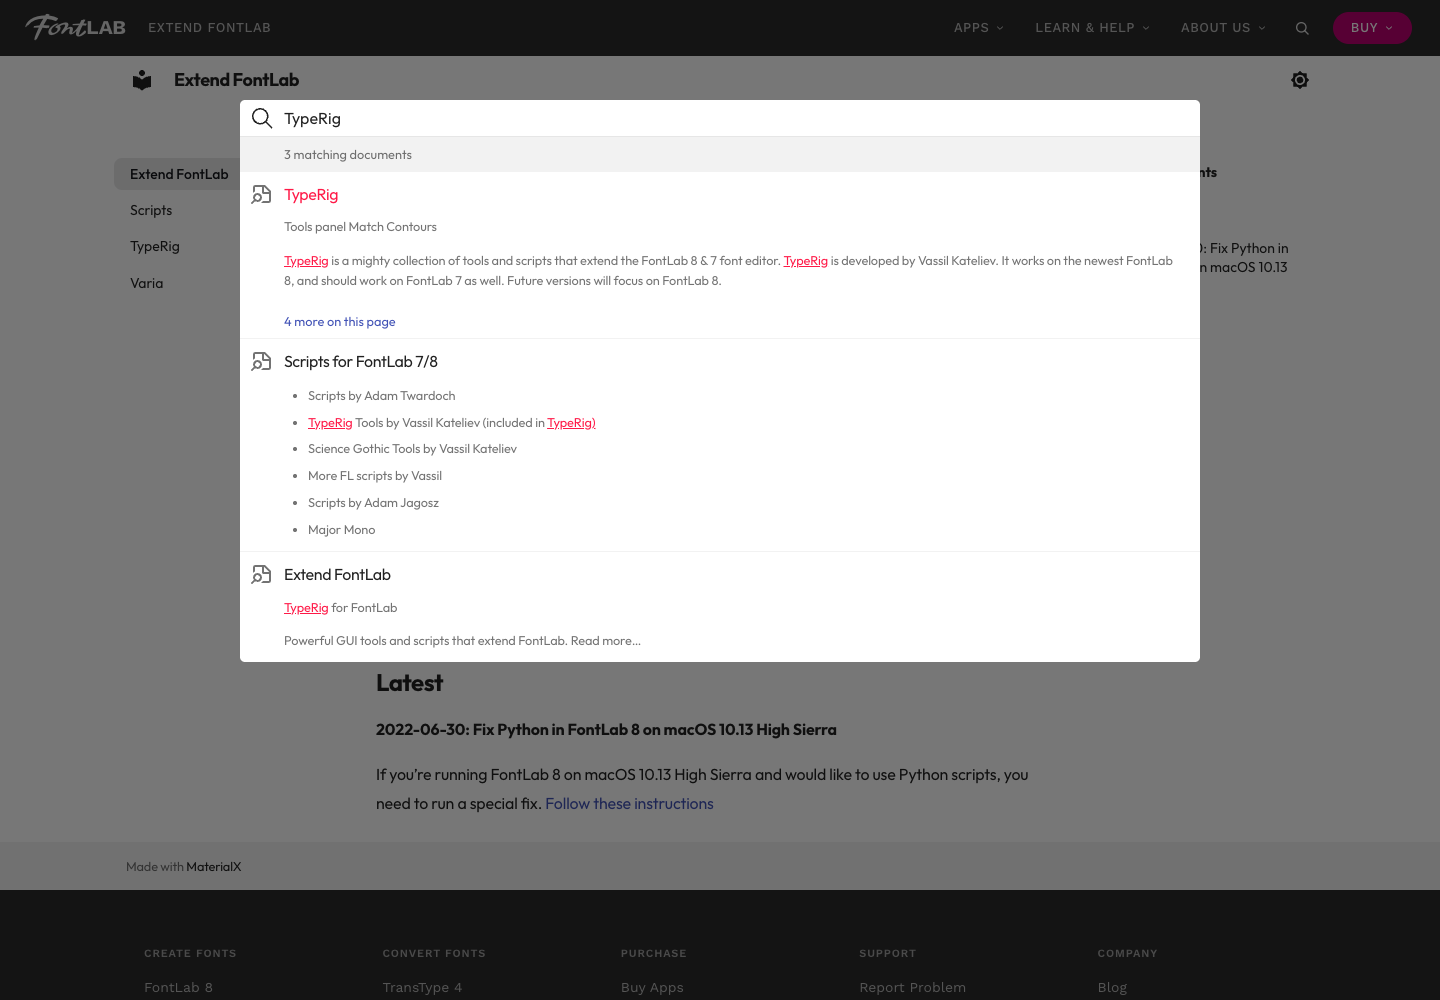 FontLAB EXTEND FONTLAB APPS LEARN & HELP ABOUT US BUY
Extend FontLab
TypeRig
3 matching documents
Extend FontLab
Scripts
TypeRig
Varia
TypeRig
Tools panel Match Contours
TypeRig is a mighty collection of tools and scripts that extend the FontLab 8 & 7 font editor. TypeRig is developed by Vassil Kateliev. It works on the newest FontLab
8, and should work on FontLab 7 as well. Future versions will focus on FontLab 8.
4 more on this page
nts
0: Fix Python in
n macOS 10.13
Scripts for FontLab 7/8
Scripts by Adam Twardoch
TypeRig Tools by Vassil Kateliev (included in TypeRig)
Science Gothic Tools by Vassil Kateliev
More FL scripts by Vassil
Scripts by Adam Jagosz
Major Mono
Extend FontLab
TypeRig for FontLab
Powerful GUI tools and scripts that extend FontLab. Read more...
Latest
2022-06-30: Fix Python in FontLab 8 on macOS 10.13 High Sierra
If you’re running FontLab 8 on macOS 10.13 High Sierra and would like to use Python scripts, you
need to run a special fix. Follow these instructions
Made with MaterialX
CREATE FONTS CONVERT FONTS PURCHASE SUPPORT COMPANY
FontLab 8 TransType 4 Buy Apps Report Problem Blog